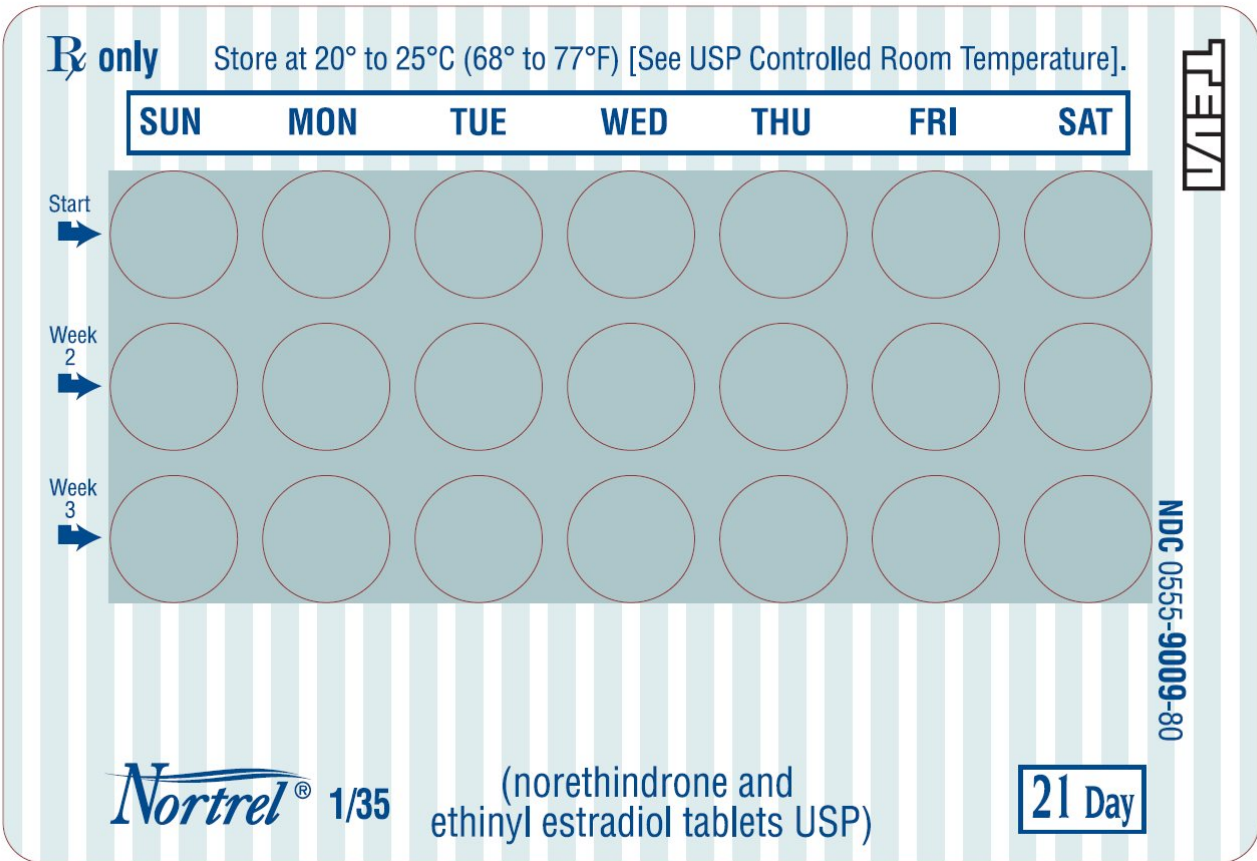 Rx only
Store at 20° to 25°C (68° to 77°F) [See USP Controlled Room Temperature].
TEVA
SUN MON TUE WED THU FRI SAT
Start
Week
2
Week
3
NDC 0555-9009-80
Nortrel® 1/35
(norethindrone and
ethinyl estradiol tablets USP)
21 Day